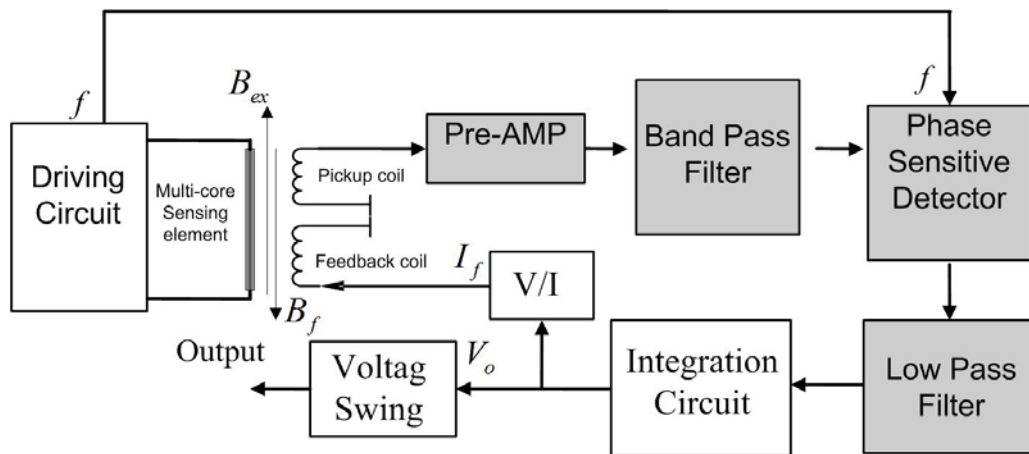 f
f
B_ex
Driving
Circuit
Multi-core
Sensing
element
Pickup coil
Feedback coil
Pre-AMP
Band Pass
Filter
Phase
Sensitive
Detector
I_f
V/I
B_f
Output
Voltag
Swing
V_o
Integration
Circuit
Low Pass
Filter